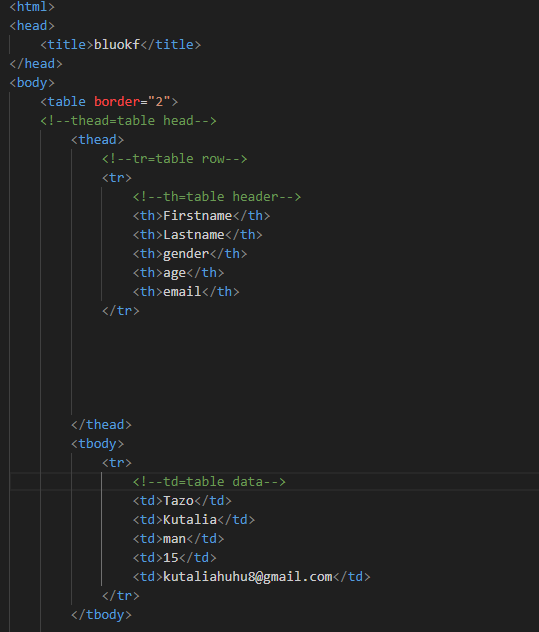 <html>
<head>
    <title>bluokf</title>
</head>
<body>
    <table border="2">
    <!--thead=table head-->
        <thead>
            <!--tr=table row-->
            <tr>
                <!--th=table header-->
                <th>Firstname</th>
                <th>Lastname</th>
                <th>gender</th>
                <th>age</th>
                <th>email</th>
            </tr>
        </thead>
        <tbody>
            <tr>
                <!--td=table data-->
                <td>Tazo</td>
                <td>Kutalia</td>
                <td>man</td>
                <td>15</td>
                <td>kutaliahuhu8@gmail.com</td>
            </tr>
        </tbody>